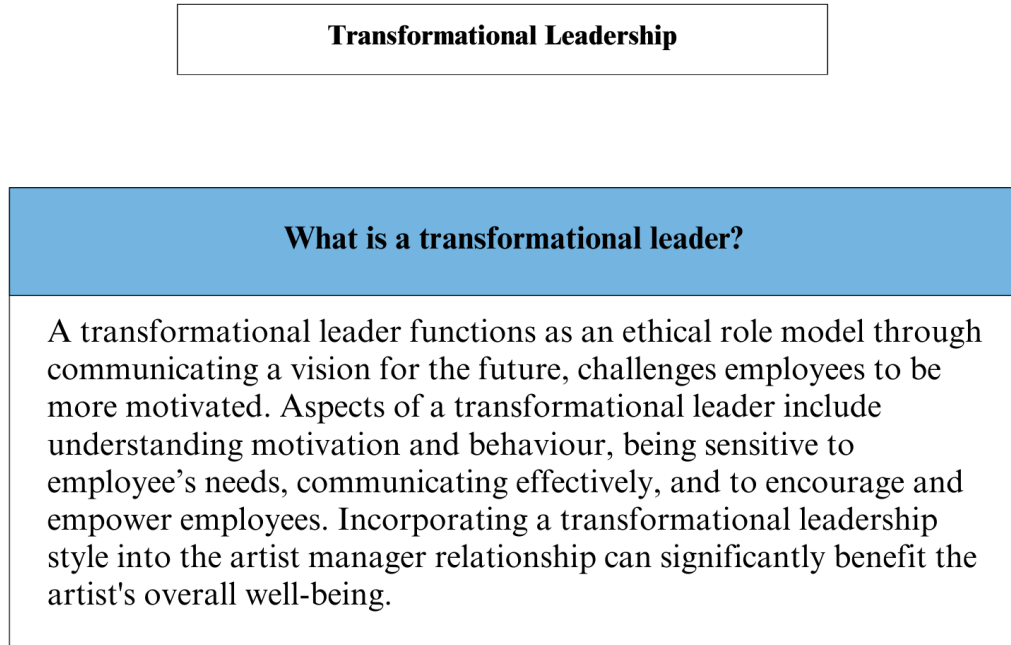 Transformational Leadership
What is a transformational leader?
A transformational leader functions as an ethical role model through
communicating a vision for the future, challenges employees to be
more motivated. Aspects of a transformational leader include
understanding motivation and behaviour, being sensitive to
employee’s needs, communicating effectively, and to encourage and
empower employees. Incorporating a transformational leadership
style into the artist manager relationship can significantly benefit the
artist's overall well-being.